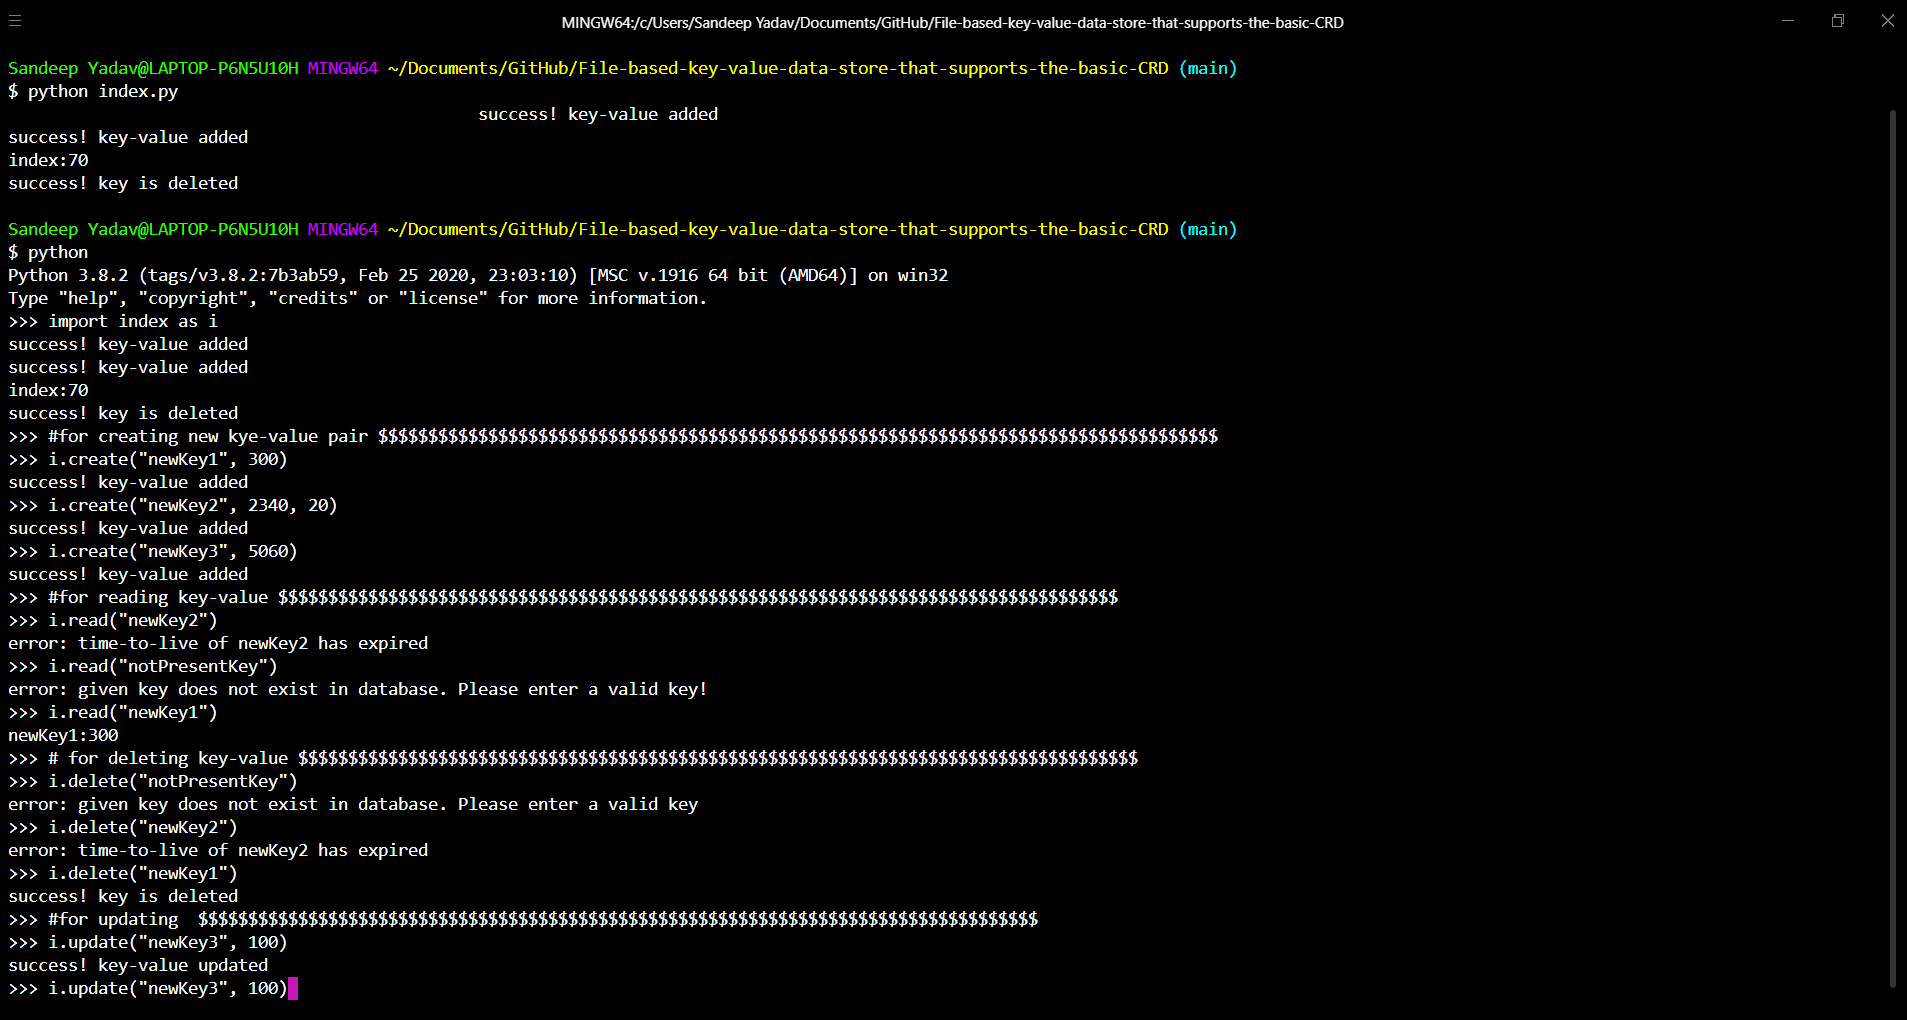 MINGW64:/c/Users/Sandeep Yadav/Documents/GitHub/File-based-key-value-data-store-that-supports-the-basic-CRD
Sandeep Yadav@LAPTOP-P6N5U10H MINGW64 ~/Documents/GitHub/File-based-key-value-data-store-that-supports-the-basic-CRD (main)
$ python index.py
success! key-value added
success! key-value added
index:70
success! key is deleted
Sandeep Yadav@LAPTOP-P6N5U10H MINGW64 ~/Documents/GitHub/File-based-key-value-data-store-that-supports-the-basic-CRD (main)
$ python
Python 3.8.2 (tags/v3.8.2:7b3ab59, Feb 25 2020, 23:03:10) [MSC v.1916 64 bit (AMD64)] on win32
Type "help", "copyright", "credits" or "license" for more information.
>>> import index as i
success! key-value added
success! key-value added
index:70
success! key is deleted
>>> #for creating new kye-value pair $$$$$$$$$$$$$$$$$$$$$$$$$$$$$$$$$$$$$$$$$$$$$$$$$$$$$$$$$$$$$$$$$$$$$$$$$$$$$$$$$$$$
>>> i.create("newKey1", 300)
success! key-value added
>>> i.create("newKey2", 2340, 20)
success! key-value added
>>> i.create("newKey3", 5060)
success! key-value added
>>> #for reading key-value $$$$$$$$$$$$$$$$$$$$$$$$$$$$$$$$$$$$$$$$$$$$$$$$$$$$$$$$$$$$$$$$$$$$$$$$$$$$$$$$$$$$
>>> i.read("newKey2")
error: time-to-live of newKey2 has expired
>>> i.read("notPresentKey")
error: given key does not exist in database. Please enter a valid key!
>>> i.read("newKey1")
newKey1:300
>>> # for deleting key-value $$$$$$$$$$$$$$$$$$$$$$$$$$$$$$$$$$$$$$$$$$$$$$$$$$$$$$$$$$$$$$$$$$$$$$$$$$$$$$$$$$$$
>>> i.delete("notPresentKey")
error: given key does not exist in database. Please enter a valid key
>>> i.delete("newKey2")
error: time-to-live of newKey2 has expired
>>> i.delete("newKey1")
success! key is deleted
>>> #for updating  $$$$$$$$$$$$$$$$$$$$$$$$$$$$$$$$$$$$$$$$$$$$$$$$$$$$$$$$$$$$$$$$$$$$$$$$$$$$$$$$$$$$
>>> i.update("newKey3", 100)
success! key-value updated
>>> i.update("newKey3", 100)